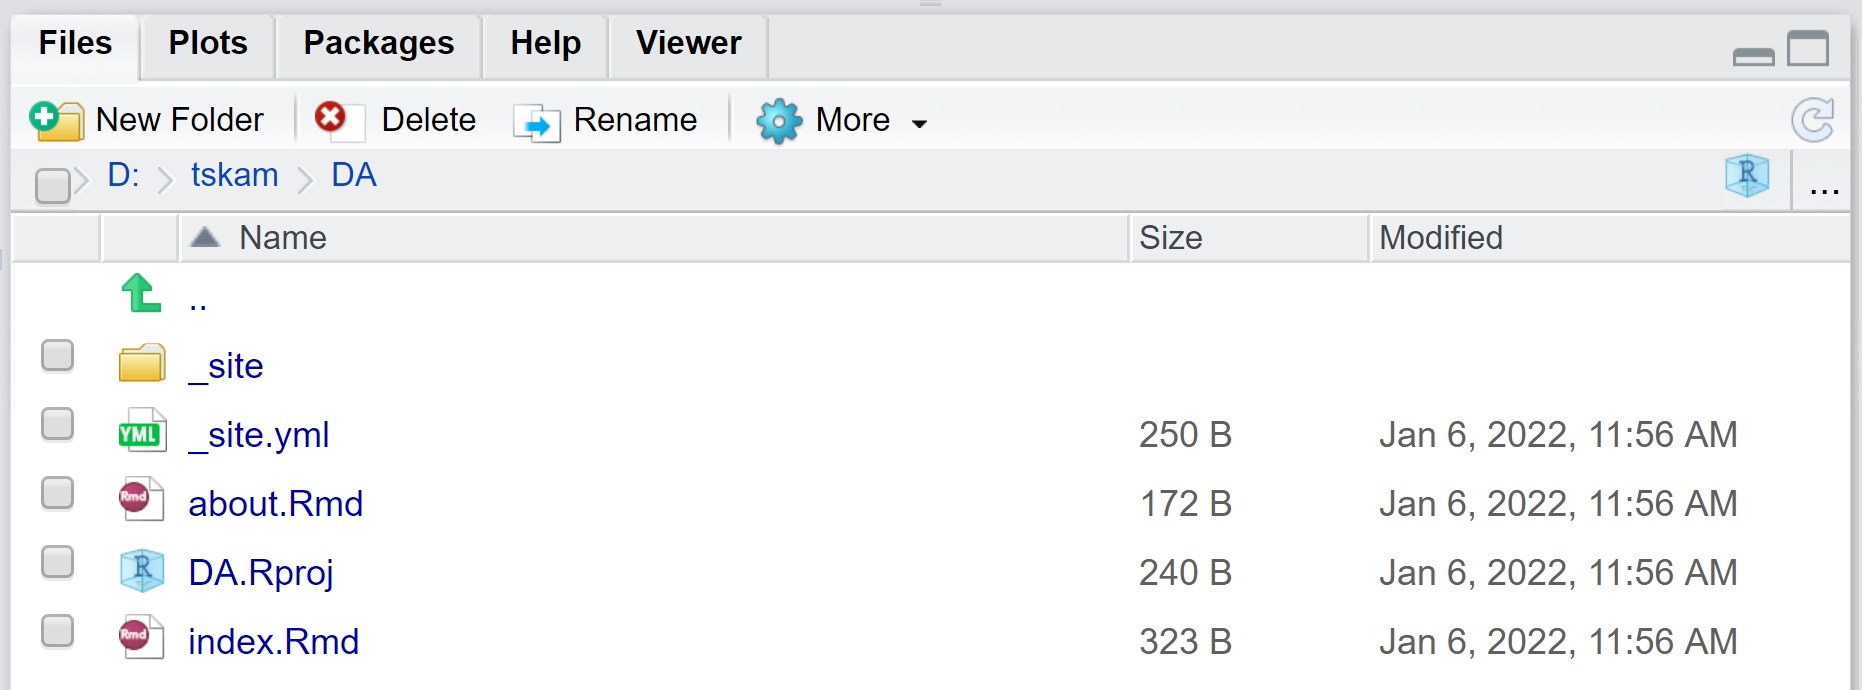 Files Plots Packages Help Viewer
New Folder Delete Rename More
D: tskam DA R ...
Name Size Modified
..
_site
YML _site.yml 250 B Jan 6, 2022, 11:56 AM
Rmd about.Rmd 172 B Jan 6, 2022, 11:56 AM
R DA.Rproj 240 B Jan 6, 2022, 11:56 AM
Rmd index.Rmd 323 B Jan 6, 2022, 11:56 AM